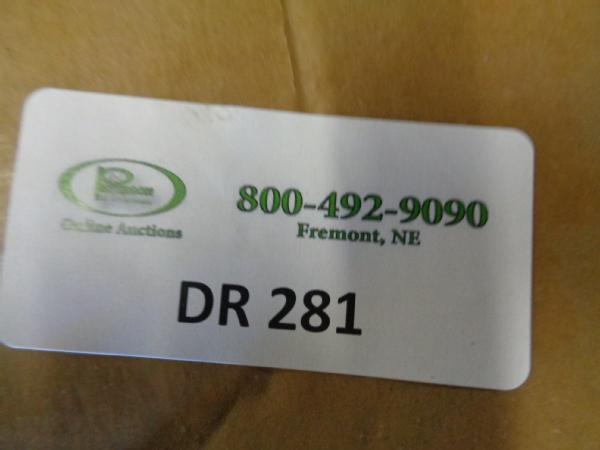 800-492-9090
Fremont, NE
Online Auctions
DR 281